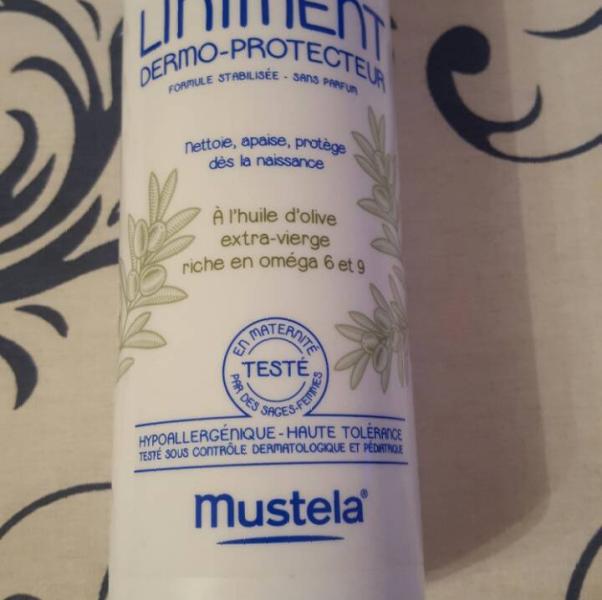 LINIMENT
DERMO-PROTECTEUR
FORMULE STABILISÉE - SANS PARFUM
nettoie, apaise, protège
dès la naissance
À l'huile d'olive
extra-vierge
riche en oméga 6 et 9
EN MATERNITÉ
TESTÉ
PAR DES SAGES-FEMMES
HYPOALLERGÉNIQUE - HAUTE TOLÉRANCE
TESTÉ SOUS CONTRÔLE DERMATOLOGIQUE ET PÉDIATRIQUE
mustela®